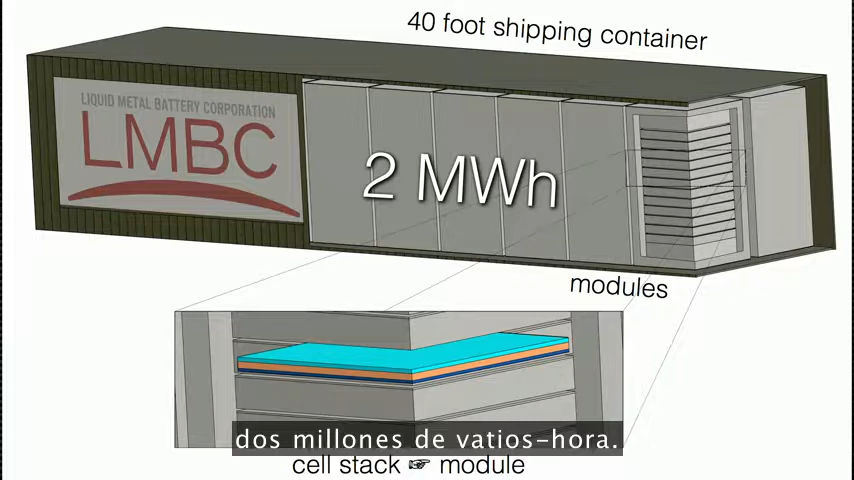 40 foot shipping container
LIQUID METAL BATTERY CORPORATION
LMBC
2 MWh
modules
dos millones de vatios-hora.
cell stack ☞ module